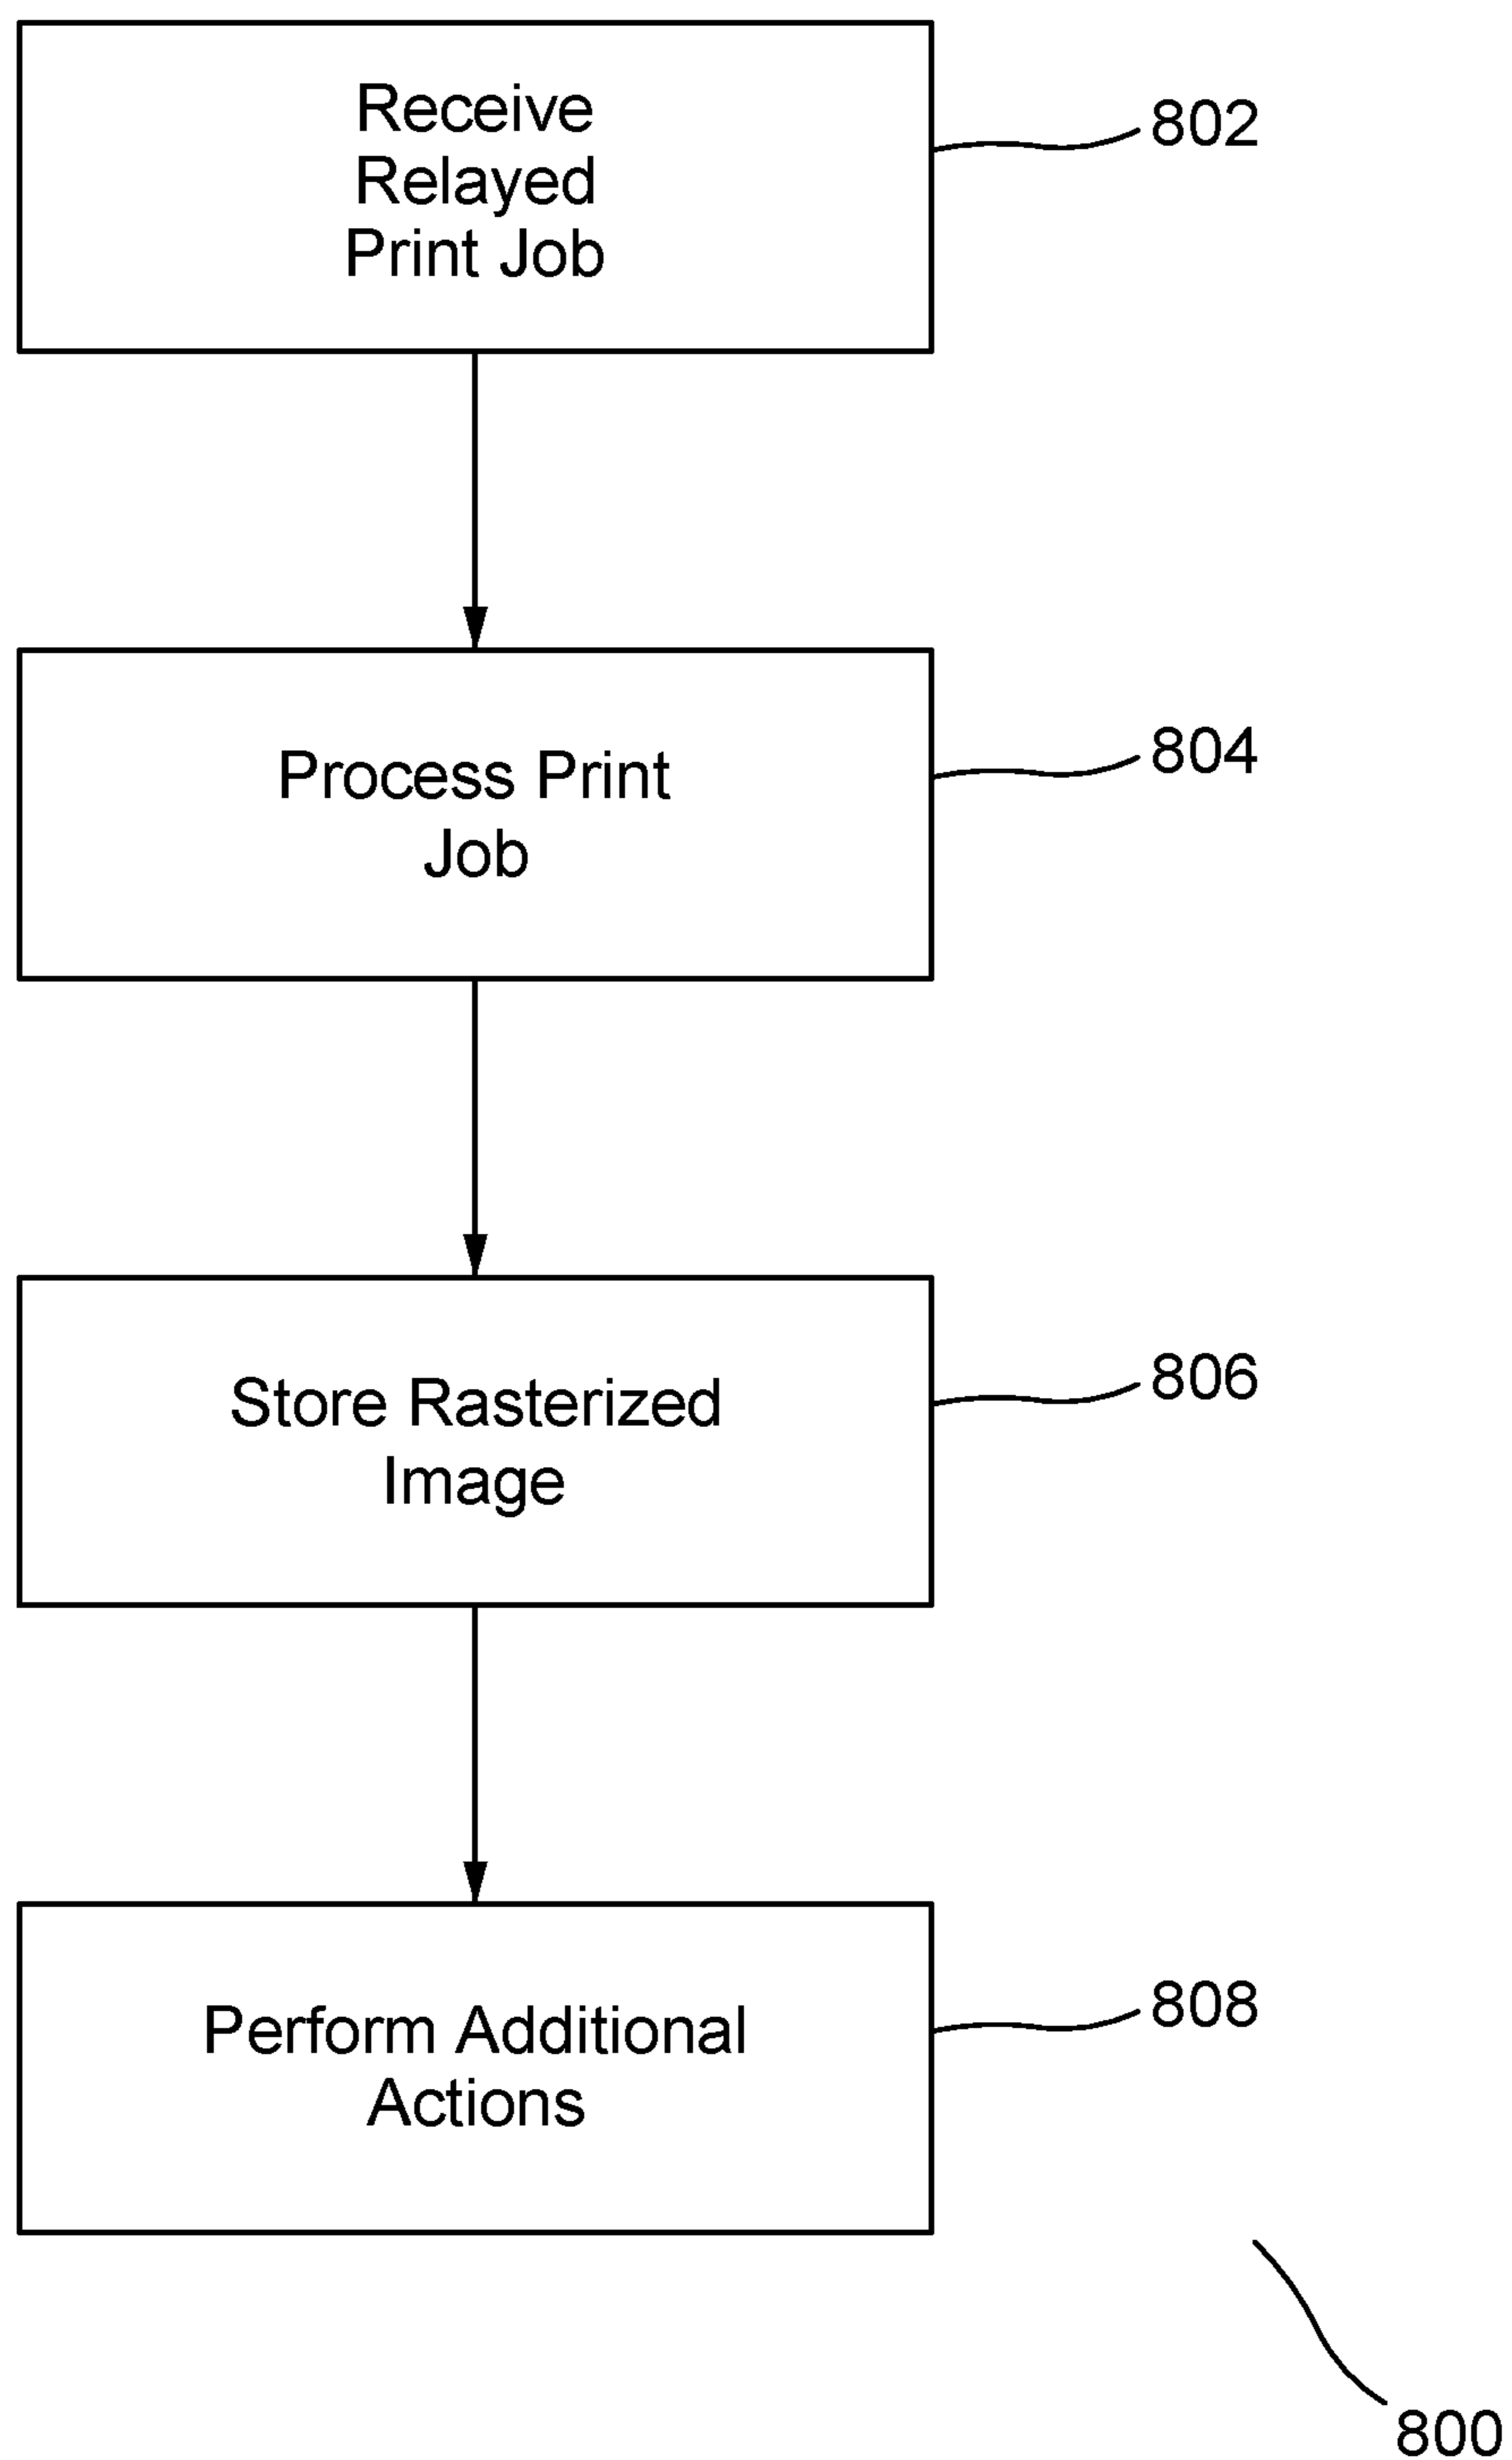 Receive
Relayed
Print Job
802
Process Print
Job
804
Store Rasterized
Image
806
Perform Additional
Actions
808
800